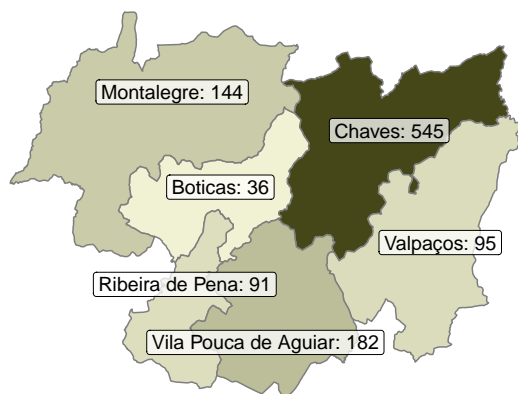 Montalegre: 144
Chaves: 545
Boticas: 36
Valpaços: 95
Ribeira de Pena: 91
Vila Pouca de Aguiar: 182